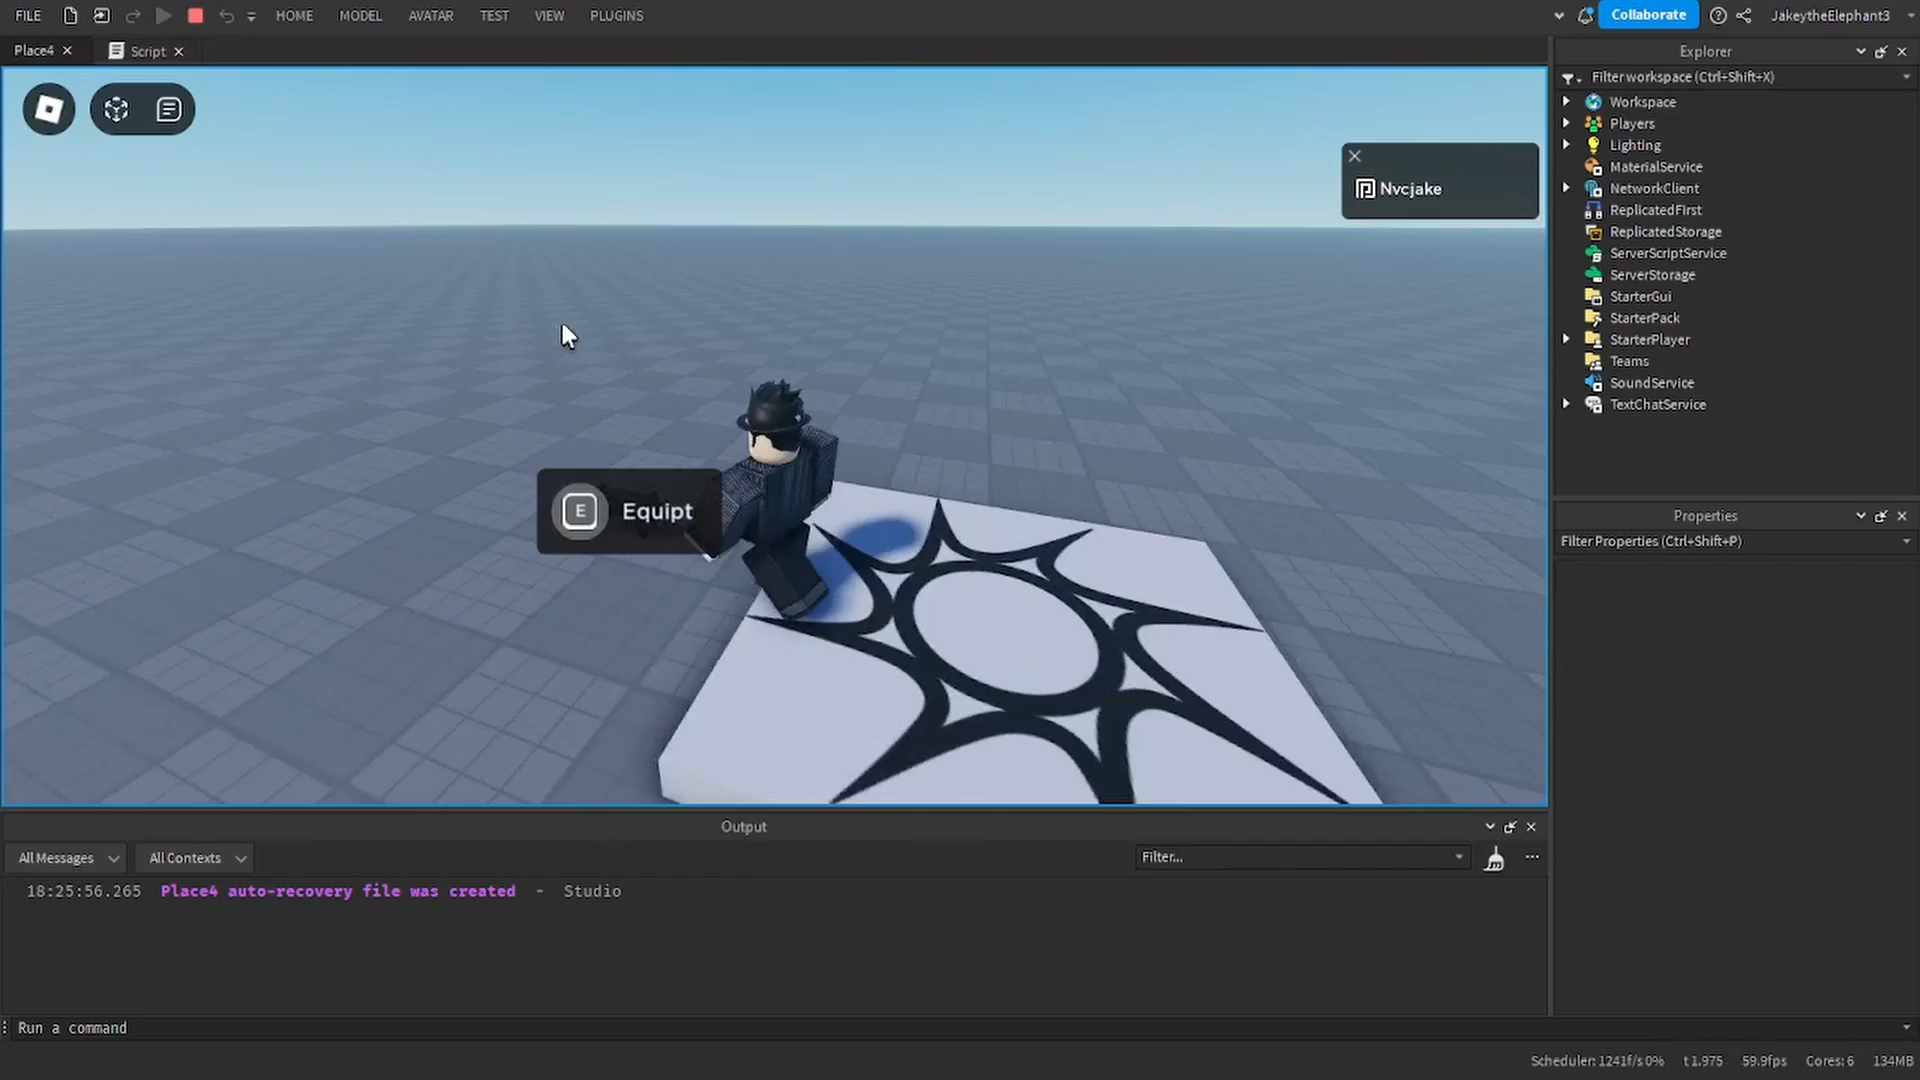 FILE HOME MODEL AVATAR TEST VIEW PLUGINS Collaborate JakeytheElephant3
Place4 Script
Nvcjake
E Equipt
Explorer
Filter workspace (Ctrl+Shift+X)
Workspace
Players
Lighting
MaterialService
NetworkClient
ReplicatedFirst
ReplicatedStorage
ServerScriptService
ServerStorage
StarterGui
StarterPack
StarterPlayer
Teams
SoundService
TextChatService
Properties
Filter Properties (Ctrl+Shift+P)
Output
All Messages All Contexts Filter...
18:25:56.265 Place4 auto-recovery file was created - Studio
Run a command
Scheduler: 1241f/s 0% t 1.975 59.9fps Cores: 6 134MB